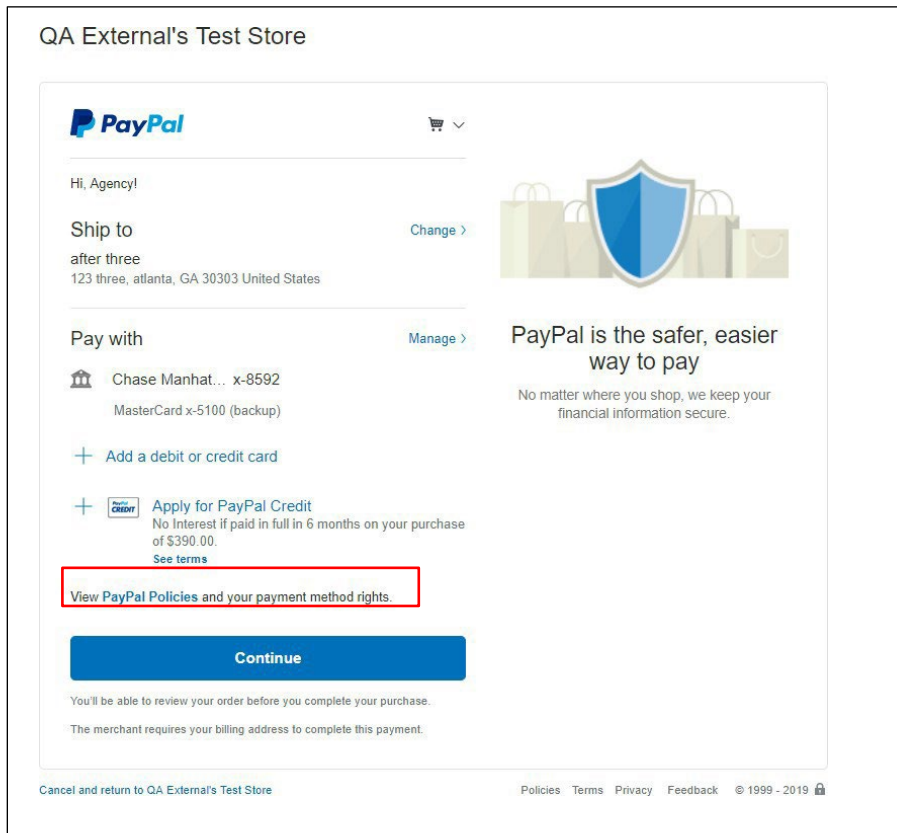 QA External's Test Store
PayPal
Hi, Agency!
Ship to
Change >
after three
123 three, atlanta, GA 30303 United States
Pay with
Manage >
Chase Manhat... x-8592
MasterCard x-5100 (backup)
+ Add a debit or credit card
+ PayPal CREDIT Apply for PayPal Credit
No Interest if paid in full in 6 months on your purchase
of $390.00.
See terms
View PayPal Policies and your payment method rights.
Continue
You'll be able to review your order before you complete your purchase.
The merchant requires your billing address to complete this payment.
PayPal is the safer, easier
way to pay
No matter where you shop, we keep your
financial information secure.
Cancel and return to QA External's Test Store
Policies Terms Privacy Feedback © 1999 - 2019